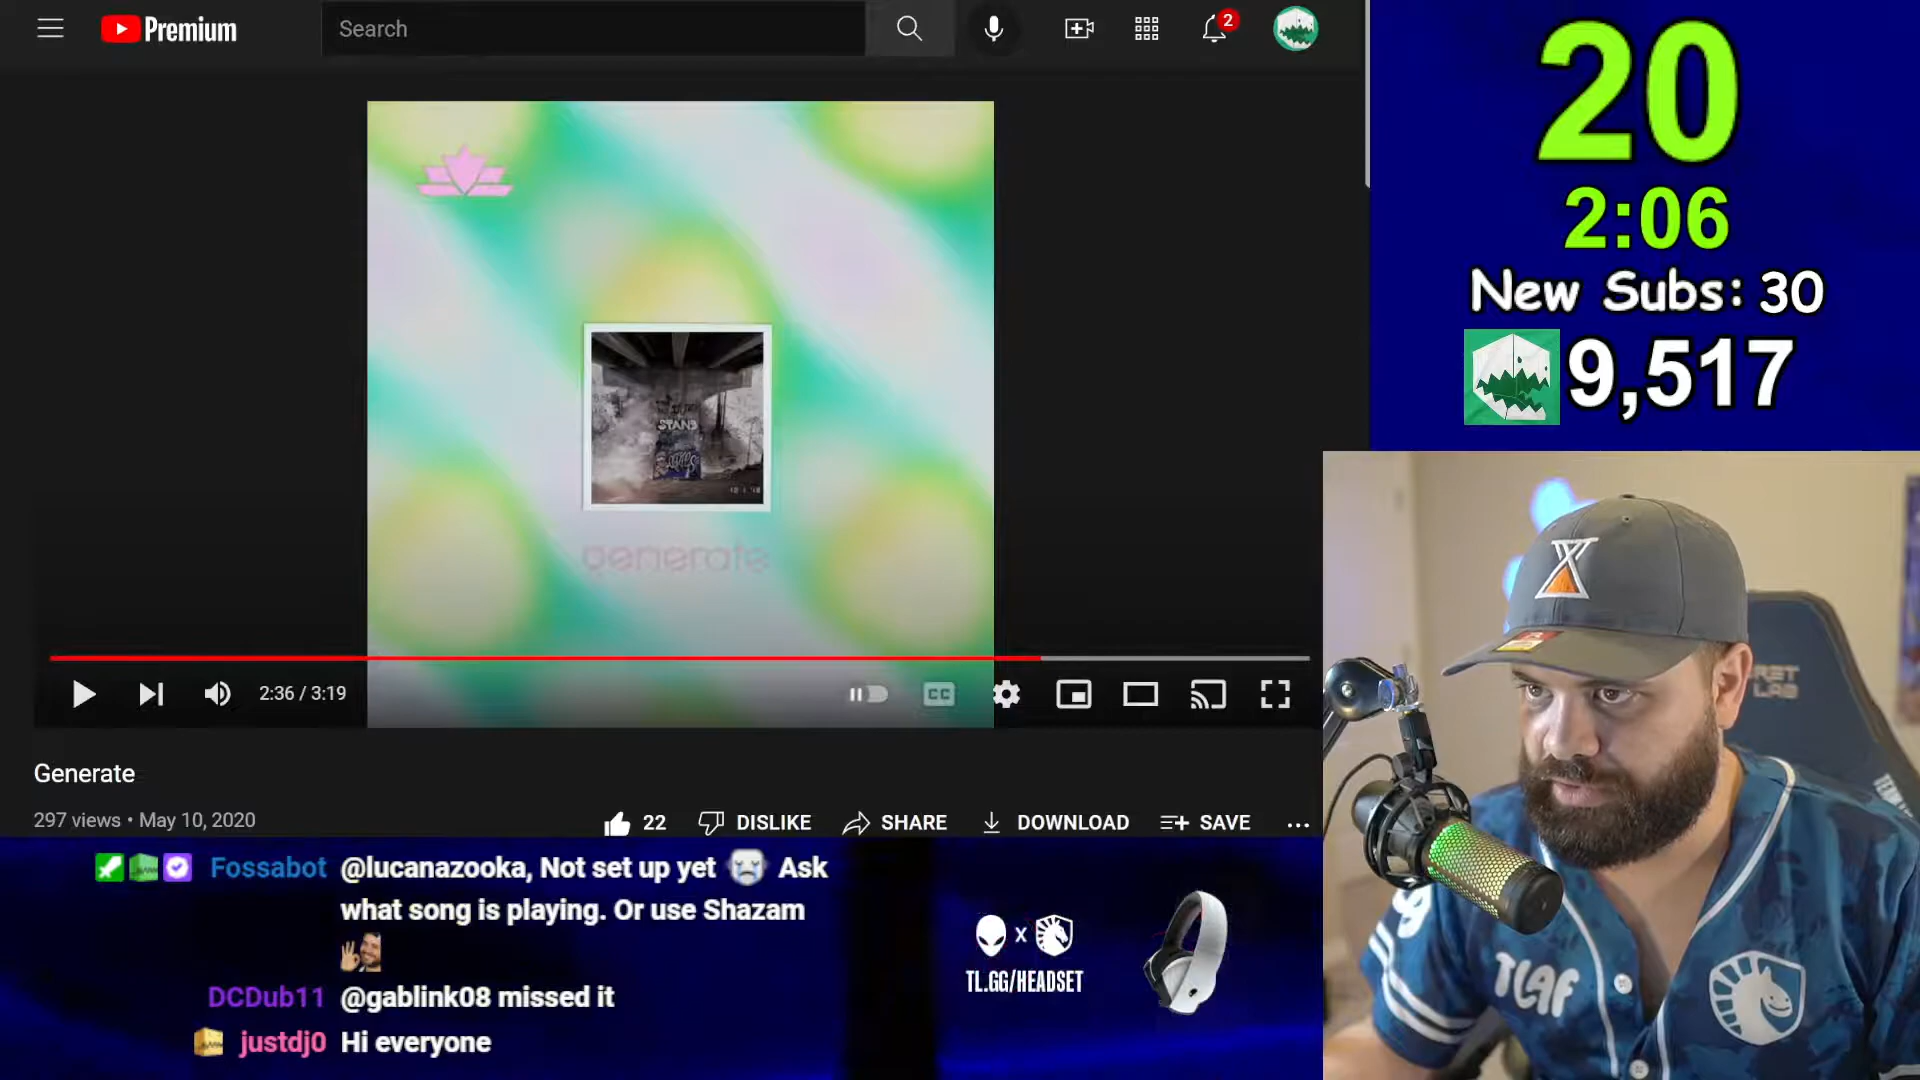 Premium
Search
2
20
2:06
New Subs: 30
9,517
STANB
generate
2:36 / 3:19
CC
Generate
297 views • May 10, 2020
22
DISLIKE
SHARE
DOWNLOAD
SAVE
Fossabot @lucanazooka, Not set up yet Ask
what song is playing. Or use Shazam
DCDub11 @gablink08 missed it
justdj0 Hi everyone
X
TL.GG/HEADSET
TLAF